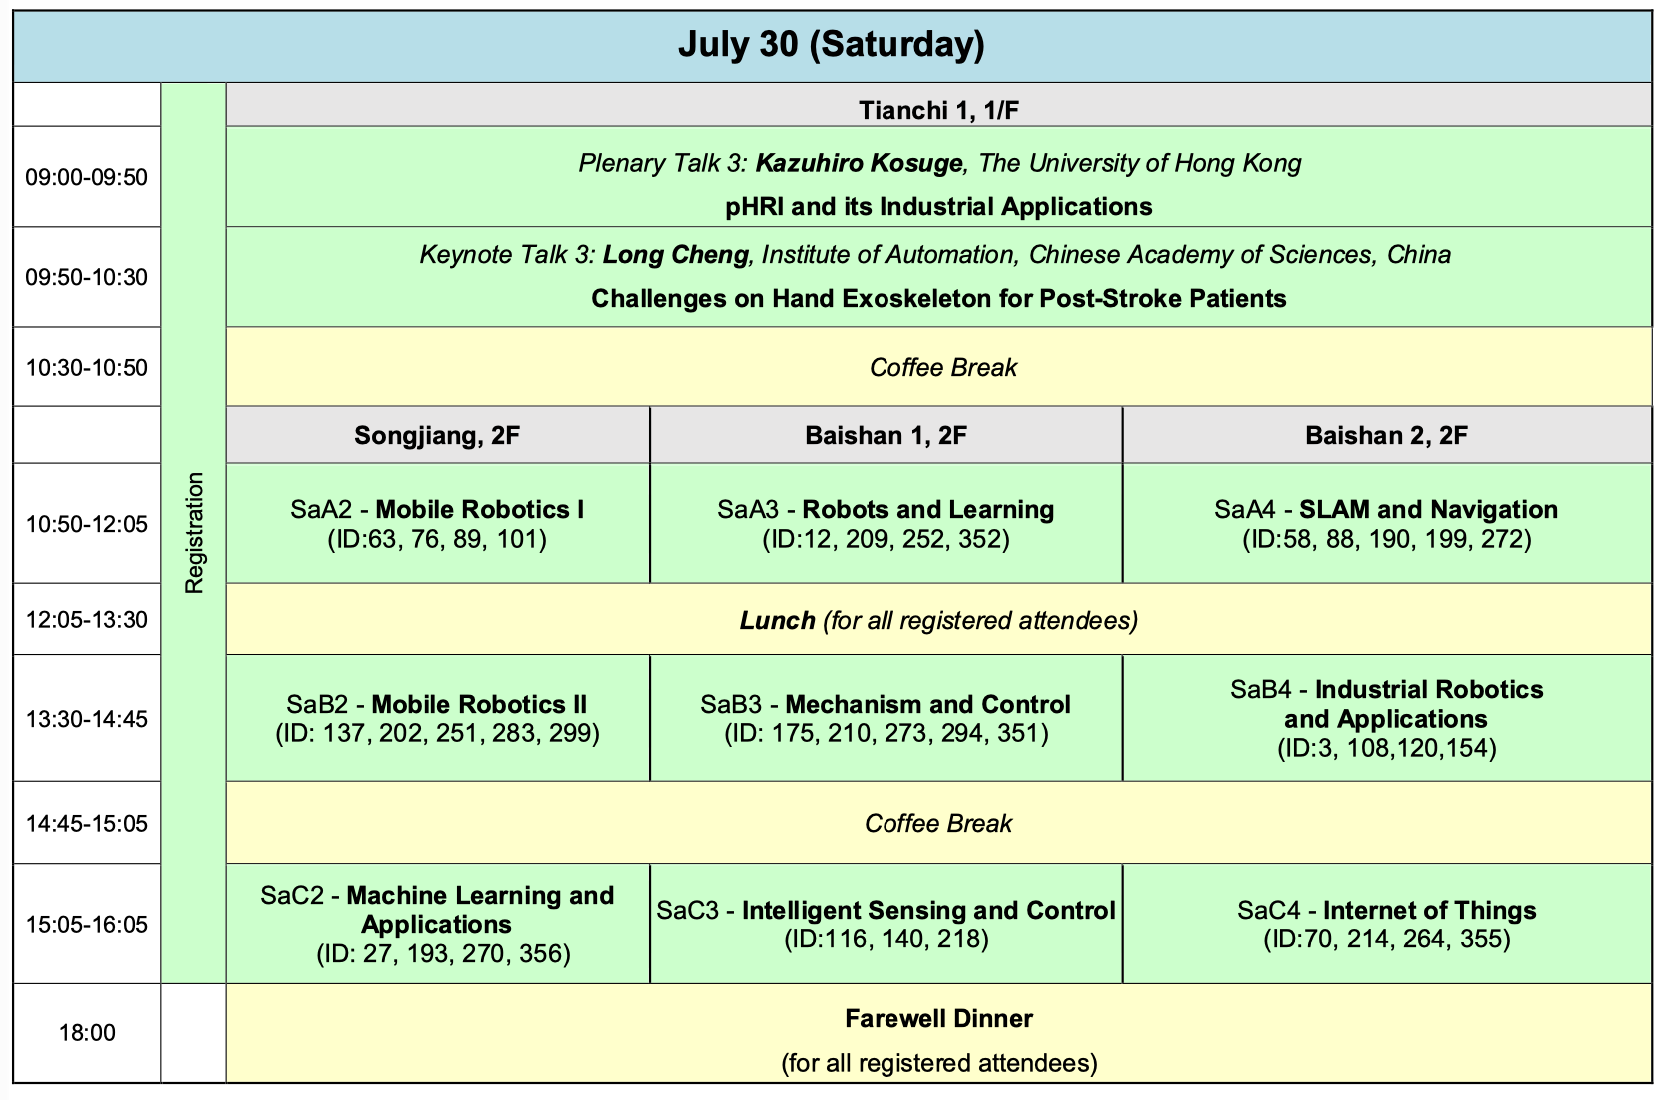 July 30 (Saturday)
Tianchi 1, 1/F
09:00-09:50
Plenary Talk 3: Kazuhiro Kosuge, The University of Hong Kong
pHRI and its Industrial Applications
09:50-10:30
Keynote Talk 3: Long Cheng, Institute of Automation, Chinese Academy of Sciences, China
Challenges on Hand Exoskeleton for Post-Stroke Patients
10:30-10:50
Coffee Break
Registration
Songjiang, 2F
Baishan 1, 2F
Baishan 2, 2F
10:50-12:05
SaA2 - Mobile Robotics I
(ID:63, 76, 89, 101)
SaA3 - Robots and Learning
(ID:12, 209, 252, 352)
SaA4 - SLAM and Navigation
(ID:58, 88, 190, 199, 272)
12:05-13:30
Lunch (for all registered attendees)
13:30-14:45
SaB2 - Mobile Robotics II
(ID: 137, 202, 251, 283, 299)
SaB3 - Mechanism and Control
(ID: 175, 210, 273, 294, 351)
SaB4 - Industrial Robotics
and Applications
(ID:3, 108,120,154)
14:45-15:05
Coffee Break
15:05-16:05
SaC2 - Machine Learning and
Applications
(ID: 27, 193, 270, 356)
SaC3 - Intelligent Sensing and Control
(ID:116, 140, 218)
SaC4 - Internet of Things
(ID:70, 214, 264, 355)
18:00
Farewell Dinner
(for all registered attendees)